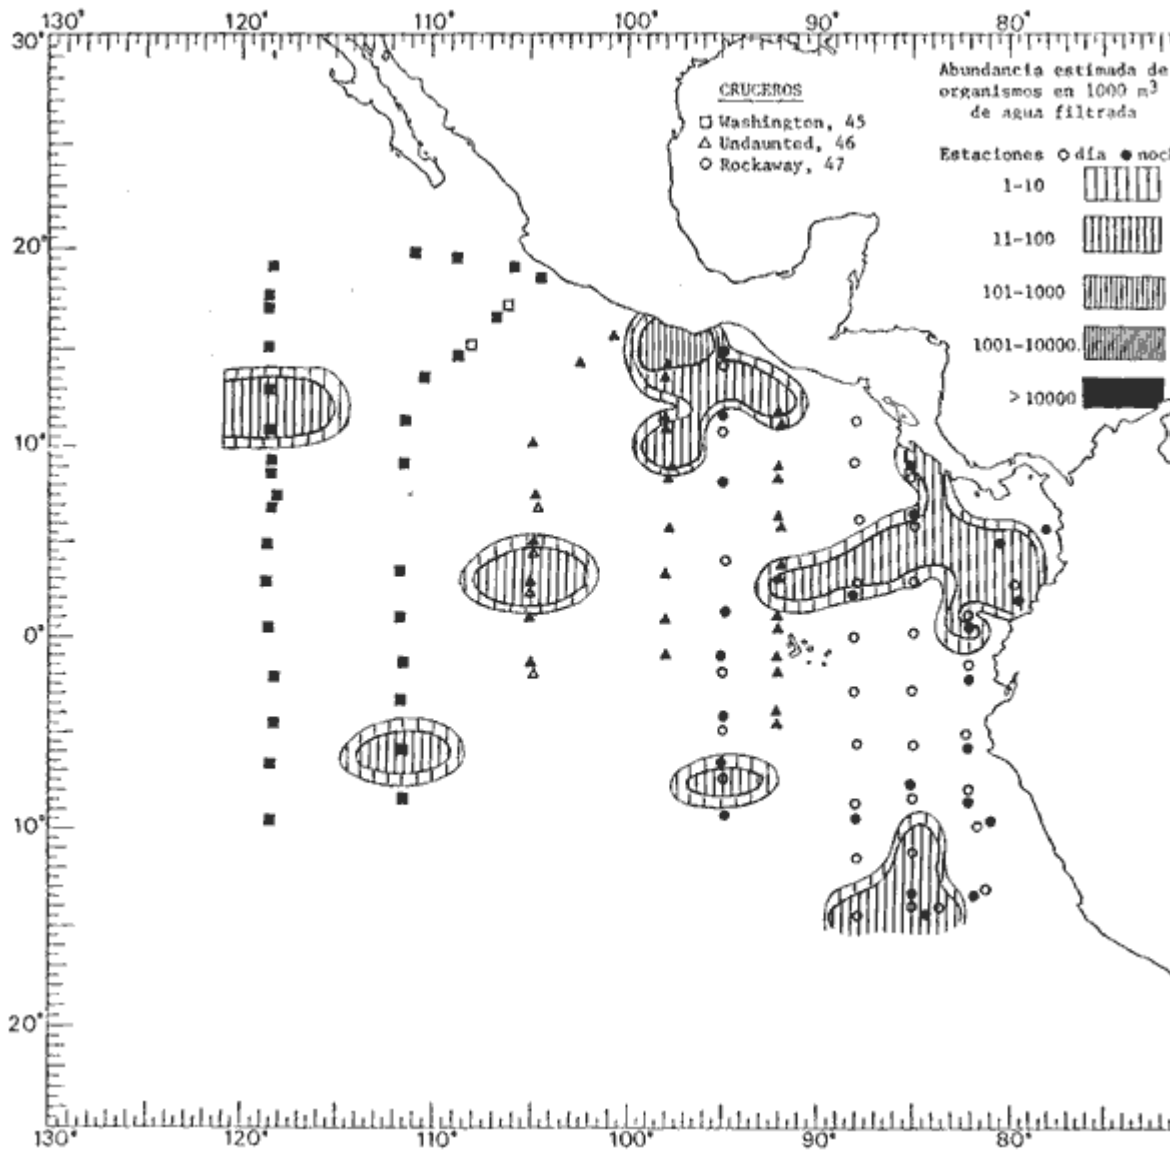 130° 120° 110° 100° 90° 80°
30°
20°
10°
0°
10°
20°
CRUCEROS
Washington, 45
Undaunted, 46
Rockaway, 47
Abundancia estimada de
organismos en 1000 m³
de agua filtrada
Estaciones día noc
1-10
11-100
101-1000
1001-10000.
> 10000
130° 120° 110° 100° 90° 80°